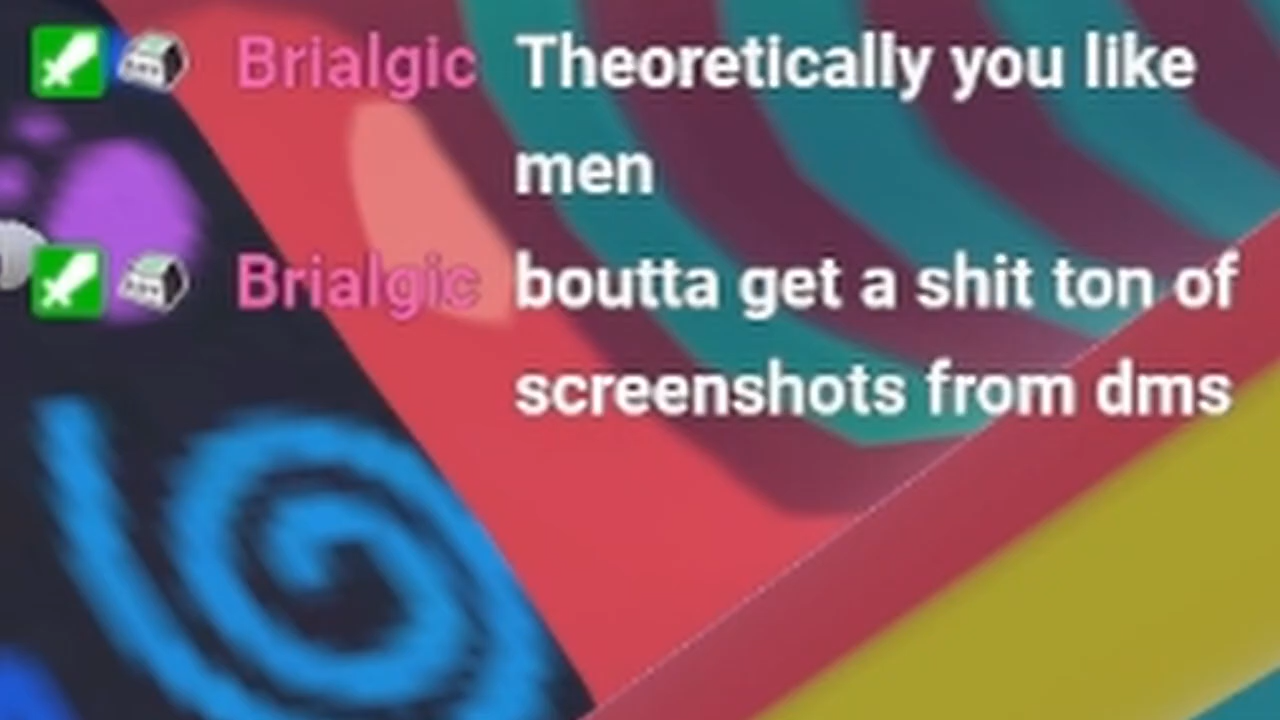 Brialgic Theoretically you like
men
Brialgic boutta get a shit ton of
screenshots from dms